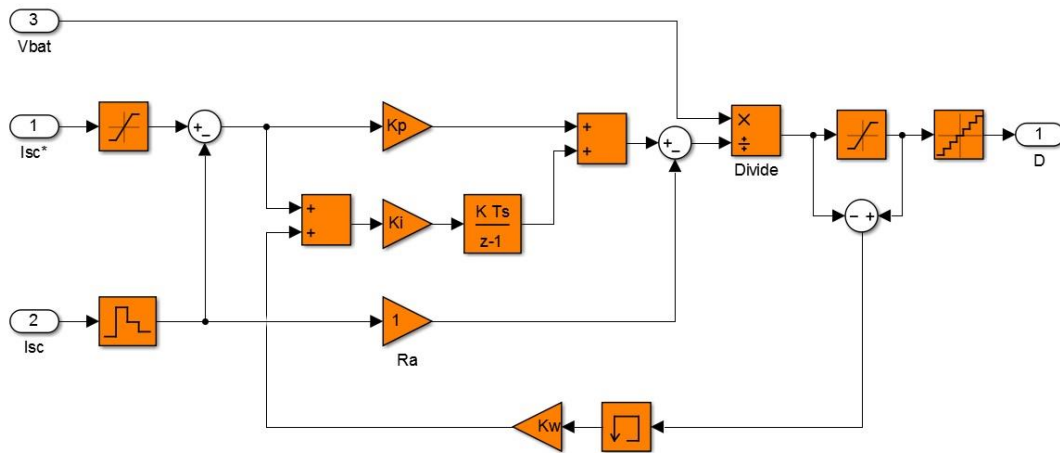 3
Vbat
1
Isc*
+
−
Kp
+
+
+
−
×
÷
Divide
1
D
+
+
Ki
K Ts
z-1
− +
2
Isc
1
Ra
Kw